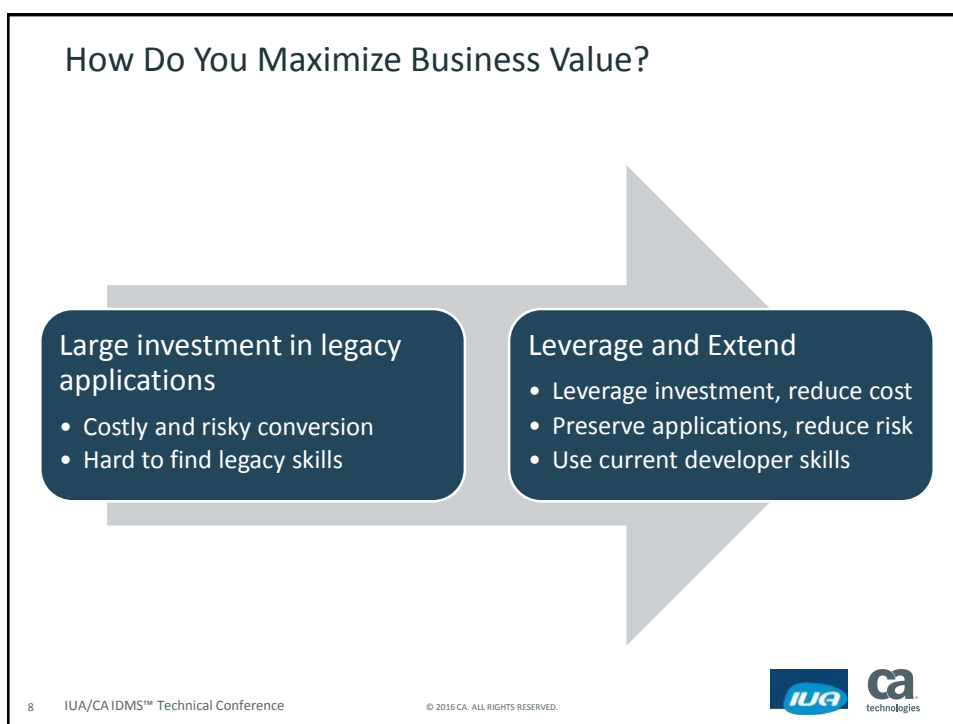 How Do You Maximize Business Value?
Large investment in legacy
applications
• Costly and risky conversion
• Hard to find legacy skills
Leverage and Extend
• Leverage investment, reduce cost
• Preserve applications, reduce risk
• Use current developer skills
8 IUA/CA IDMS™ Technical Conference
© 2016 CA. ALL RIGHTS RESERVED.
IUA
ca
technologies